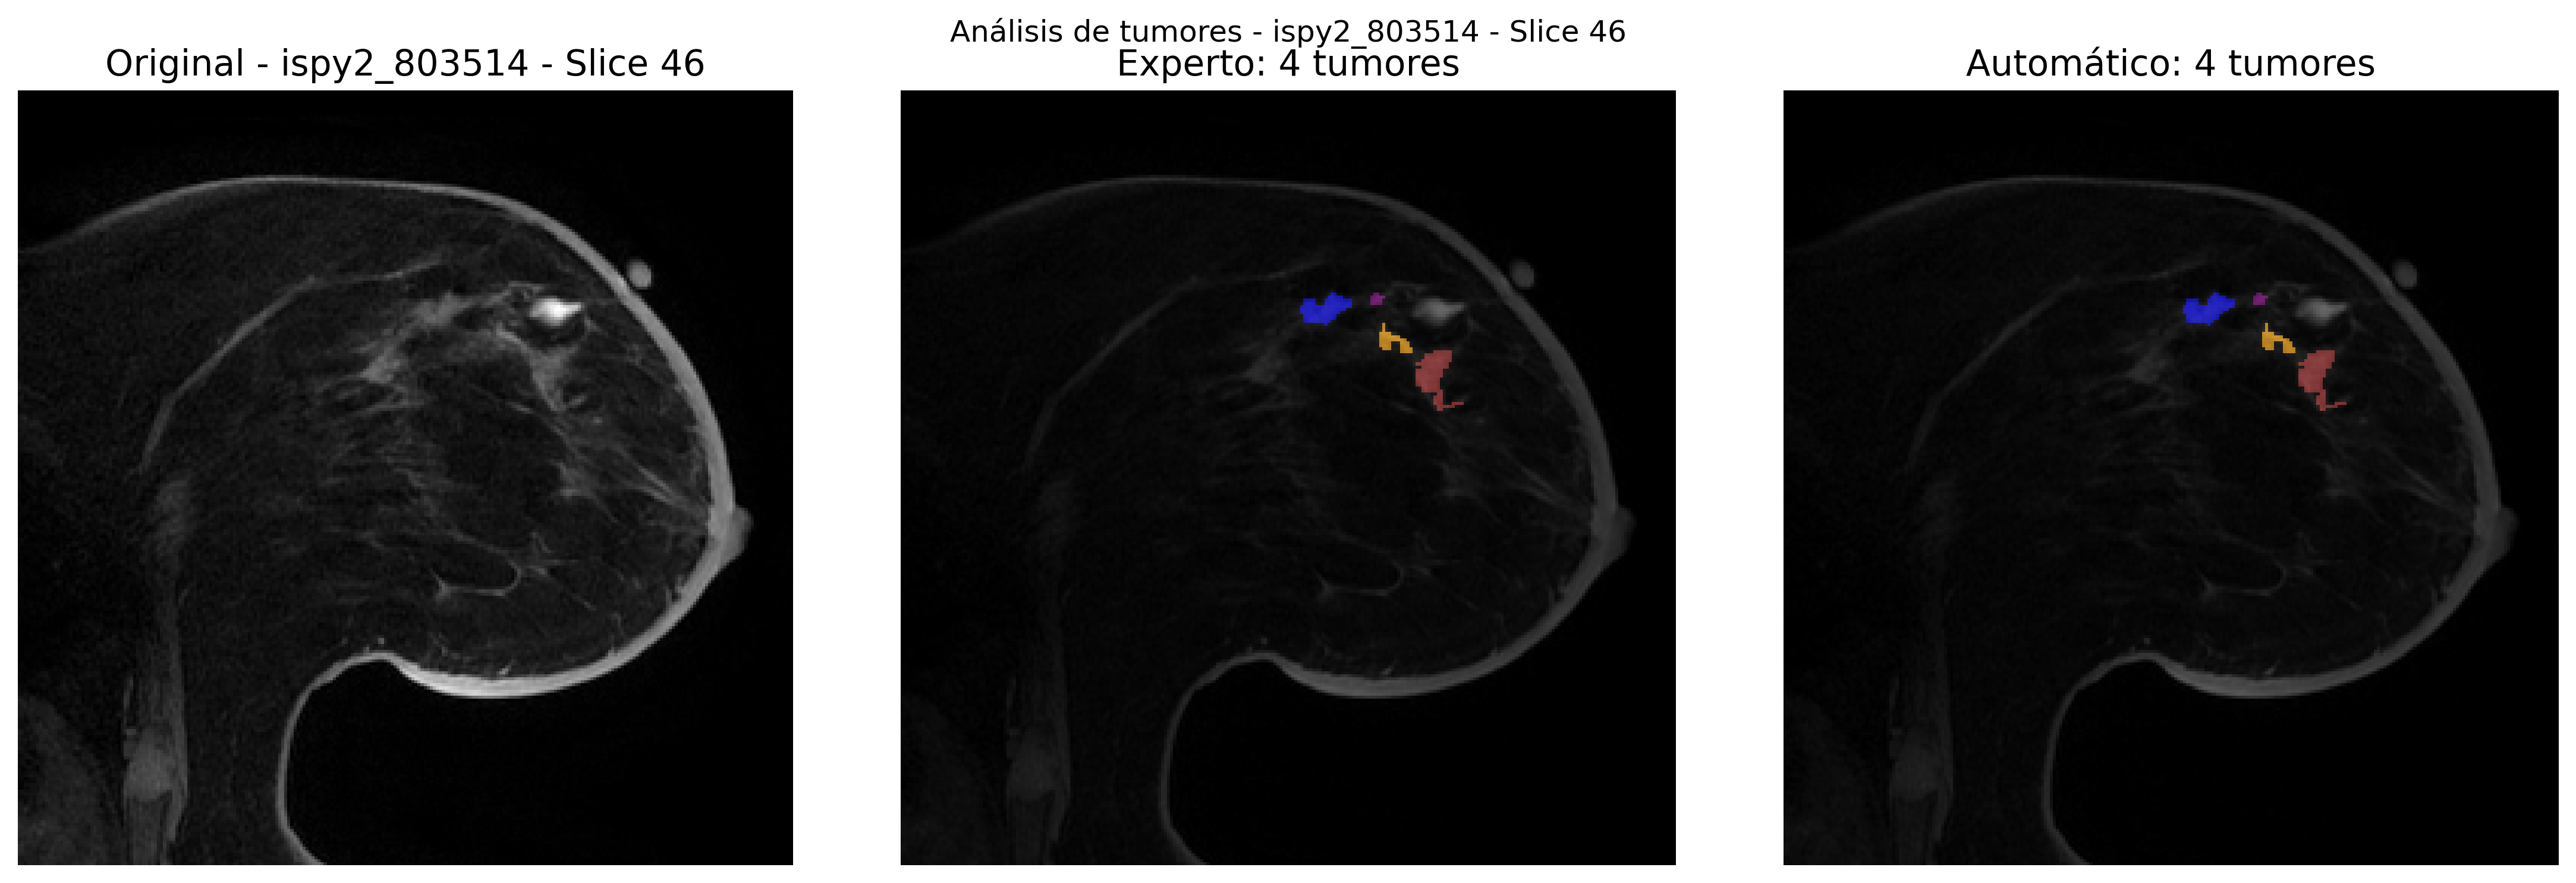 Análisis de tumores - ispy2_803514 - Slice 46
Original - ispy2_803514 - Slice 46
Experto: 4 tumores
Automático: 4 tumores